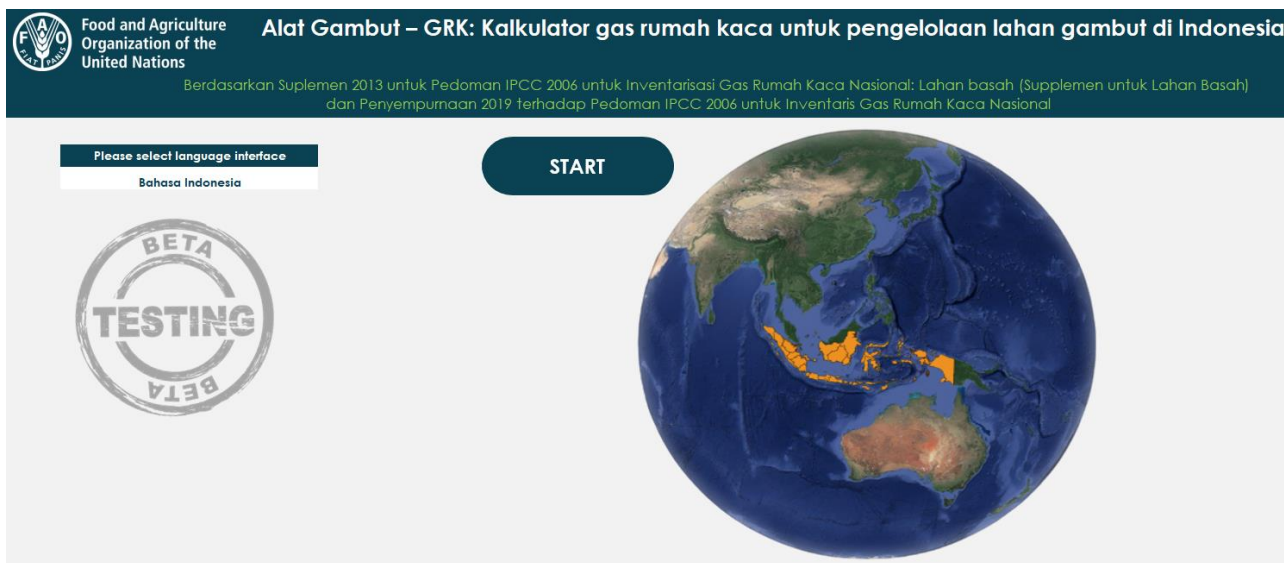 Food and Agriculture
Organization of the
United Nations
Alat Gambut – GRK: Kalkulator gas rumah kaca untuk pengelolaan lahan gambut di Indonesia
Berdasarkan Suplemen 2013 untuk Pedoman IPCC 2006 untuk Inventarisasi Gas Rumah Kaca Nasional: Lahan basah (Supplemen untuk Lahan Basah)
dan Penyempurnaan 2019 terhadap Pedoman IPCC 2006 untuk Inventaris Gas Rumah Kaca Nasional
Please select language interface
Bahasa Indonesia
START
BETA
TESTING
BETA
FAO
FIAT PANIS